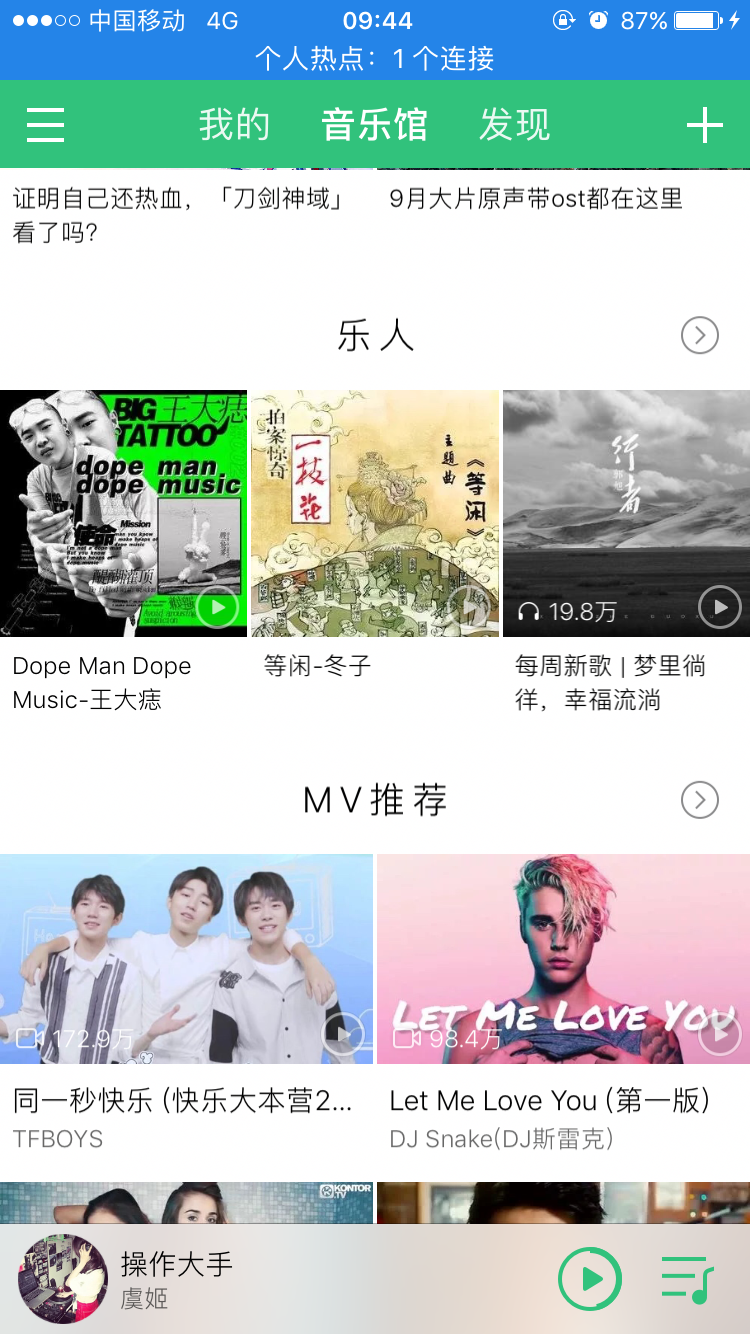 中国移动 4G 09:44 87%
个人热点：1 个连接
我的 音乐馆 发现
证明自己还热血，「刀剑神域」
看了吗？
9月大片原声带ost都在这里
乐人
BIG 王大痣
TATTOO
dope man
dope music
Mission
使命
醍醐灌顶
拍案惊奇
一枝花
主题曲
《等闲》
行者
19.8万
Dope Man Dope
Music-王大痣
等闲-冬子
每周新歌 | 梦里徜
徉，幸福流淌
MV推荐
172.9万
LET ME LOVE YOU
98.4万
同一秒快乐 (快乐大本营2...
TFBOYS
Let Me Love You (第一版)
DJ Snake(DJ斯雷克)
KONTOR
.TV
操作大手
虞姬